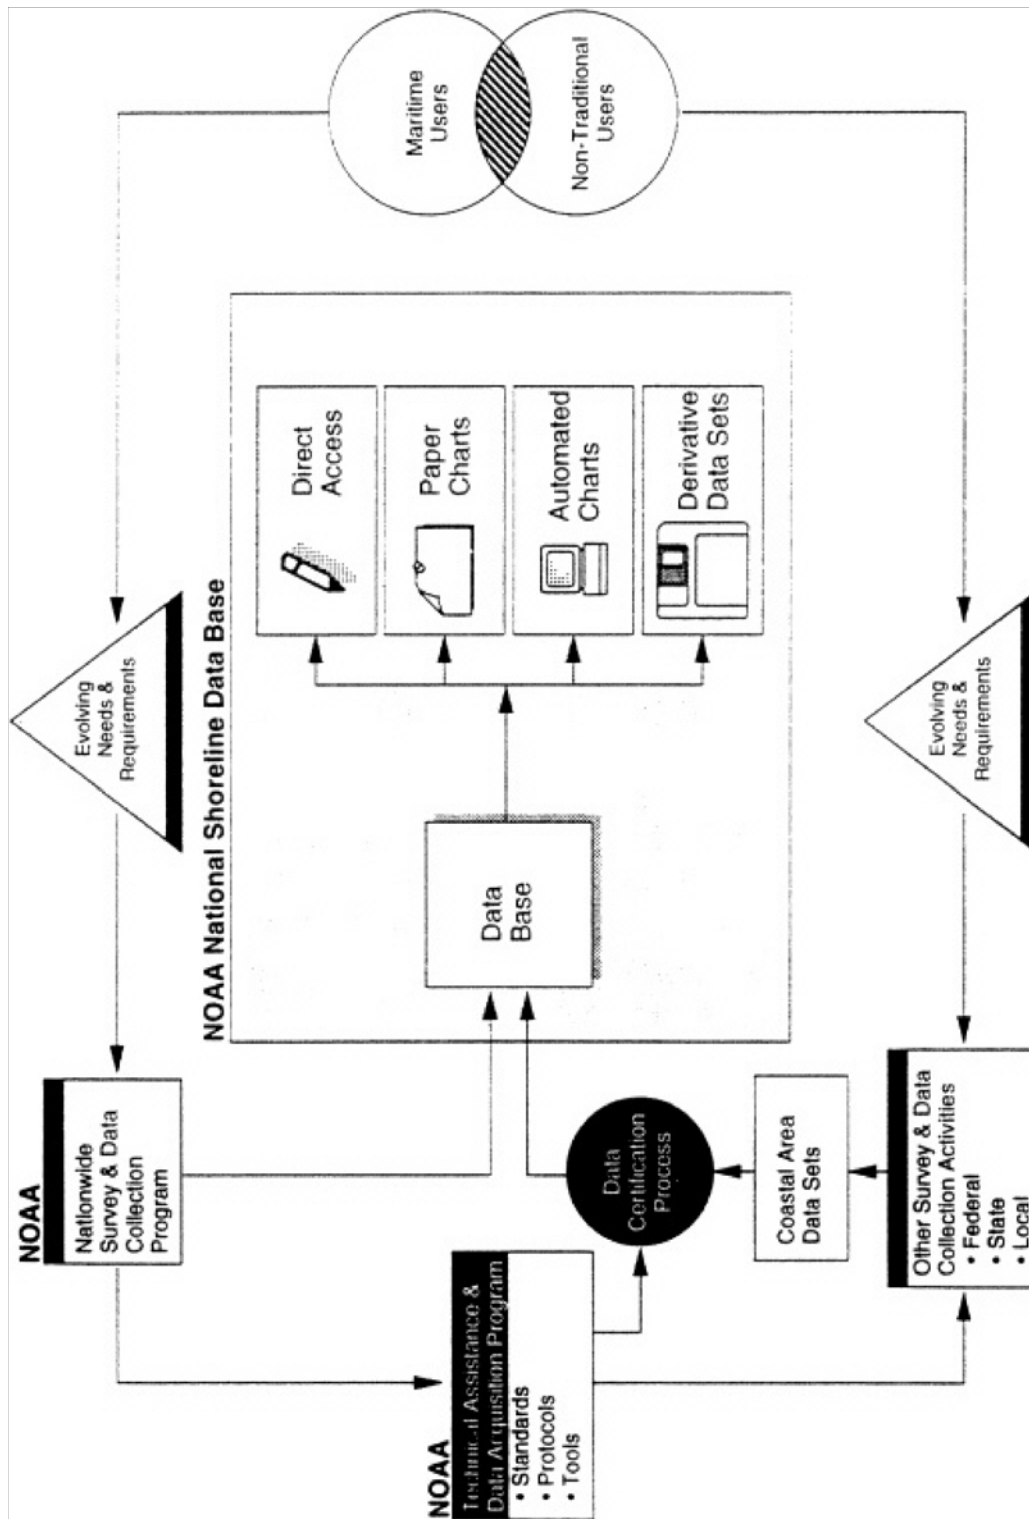 NOAA
Technical Assistance &
Data Acquisition Program
• Standards
• Protocols
• Tools
NOAA
Nationwide
Survey & Data
Collection
Program
Data
Certification
Process
Coastal Area
Data Sets
Other Survey & Data
Collection Activities
• Federal
• State
• Local
Evolving
Needs &
Requirements
NOAA National Shoreline Data Base
Data
Base
Direct
Access
Paper
Charts
Automated
Charts
Derivative
Data Sets
Evolving
Needs &
Requirements
Maritime
Users
Non-Traditional
Users